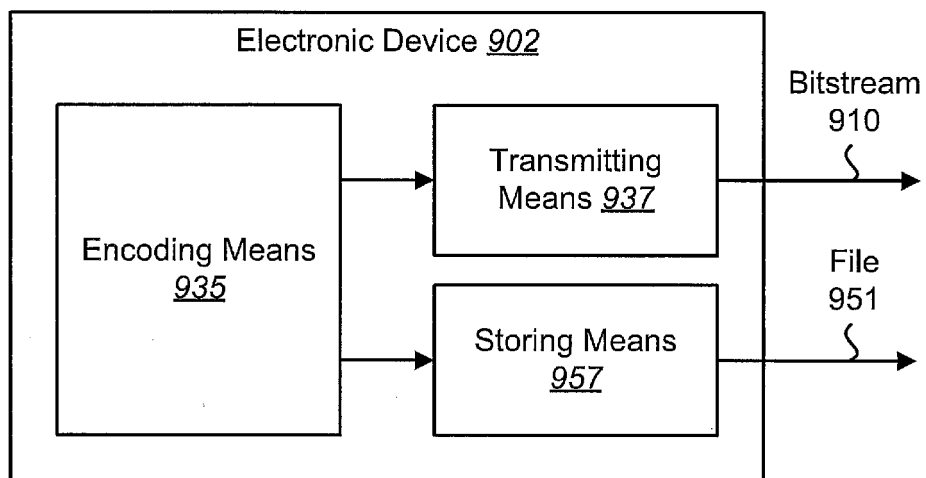 Electronic Device 902
Bitstream
910
Transmitting
Means 937
Encoding Means
935
File
951
Storing Means
957